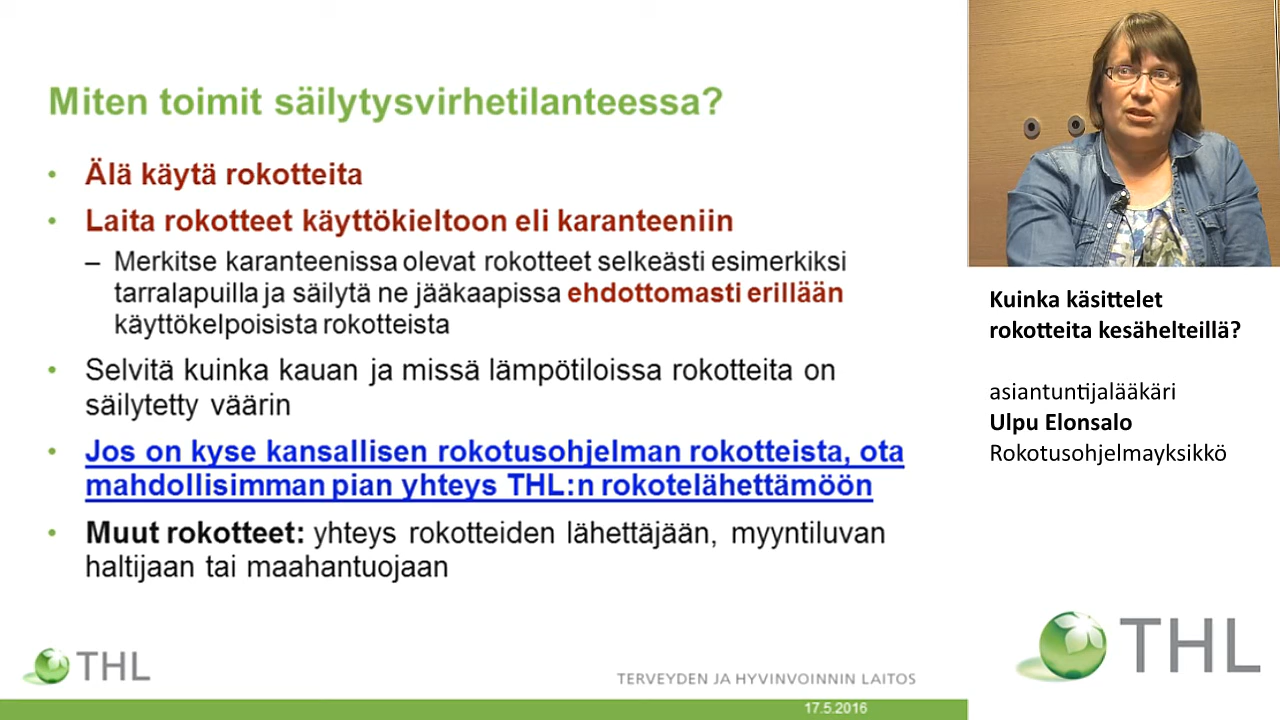 Miten toimit säilytysvirhetilanteessa?
Älä käytä rokotteita
Laita rokotteet käyttökieltoon eli karanteeniin
– Merkitse karanteenissa olevat rokotteet selkeästi esimerkiksi
tarralapuilla ja säilytä ne jääkaapissa ehdottomasti erillään
käyttökelpoisista rokotteista
Selvitä kuinka kauan ja missä lämpötiloissa rokotteita on
säilytetty väärin
Jos on kyse kansallisen rokotusohjelman rokotteista, ota
mahdollisimman pian yhteys THL:n rokotelähettämöön
Muut rokotteet: yhteys rokotteiden lähettäjään, myyntiluvan
haltijaan tai maahantuojaan
THL
TERVEYDEN JA HYVINVOINNIN LAITOS
17.5.2016
Kuinka käsittelet
rokotteita kesähelteillä?
asiantuntijalääkäri
Ulpu Elonsalo
Rokotusohjelmayksikkö
THL